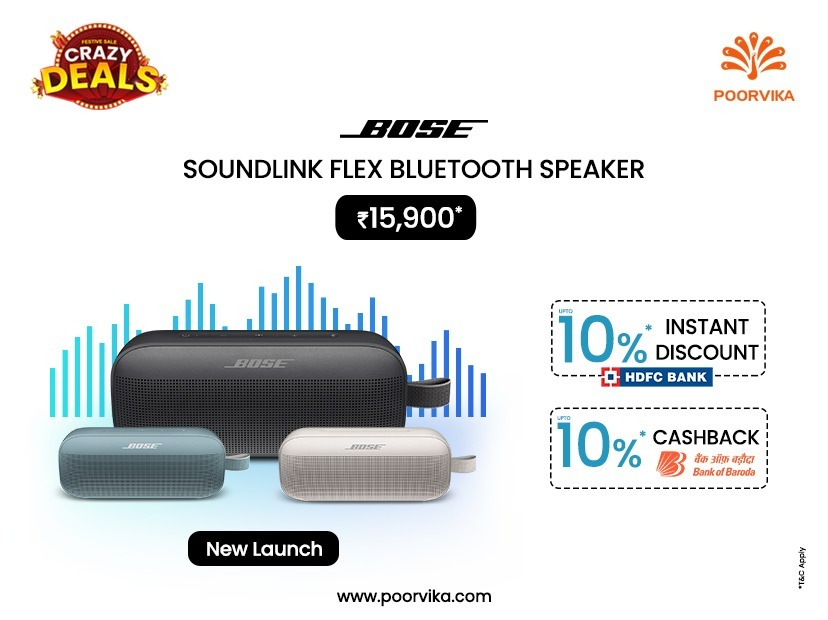 FESTIVE SALE
CRAZY
DEALS
POORVIKA
BOSE
SOUNDLINK FLEX BLUETOOTH SPEAKER
₹15,900*
BOSE
BOSE
BOSE
New Launch
UPTO
10%* INSTANT
DISCOUNT
HDFC BANK
UPTO
10%* CASHBACK
बैंक ऑफ़ बड़ौदा
Bank of Baroda
*T&C Apply
www.poorvika.com